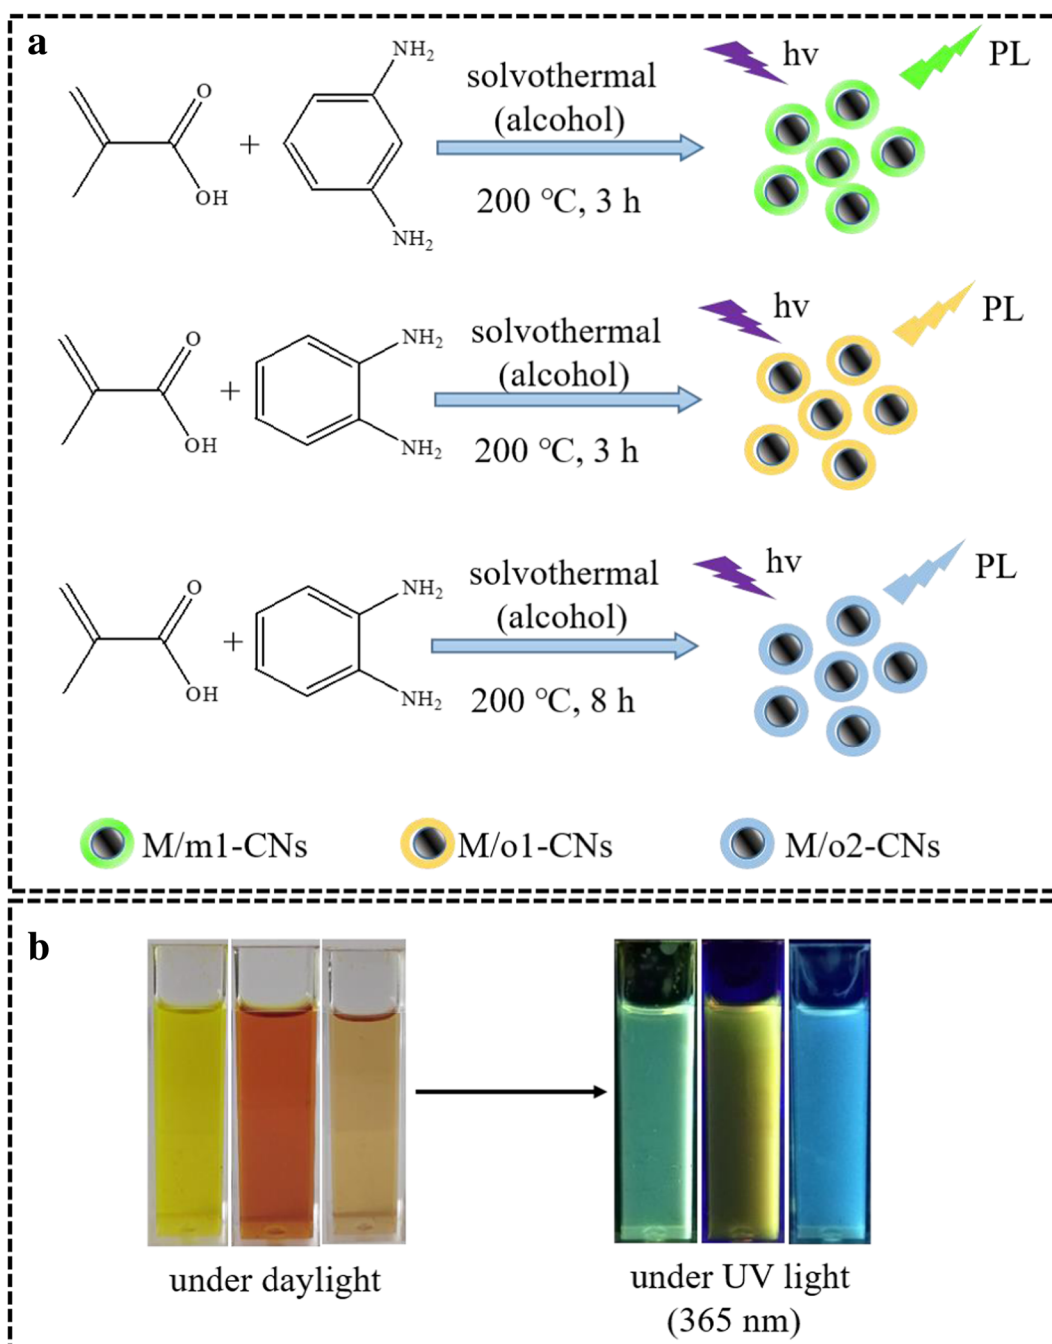 a
NH₂
O
OH
+
NH₂
solvothermal
(alcohol)
200 ℃, 3 h
hv
PL
O
OH
+
NH₂
NH₂
solvothermal
(alcohol)
200 ℃, 3 h
hv
PL
O
OH
+
NH₂
NH₂
solvothermal
(alcohol)
200 ℃, 8 h
hv
PL
M/m1-CNs
M/o1-CNs
M/o2-CNs
b
under daylight
under UV light
(365 nm)